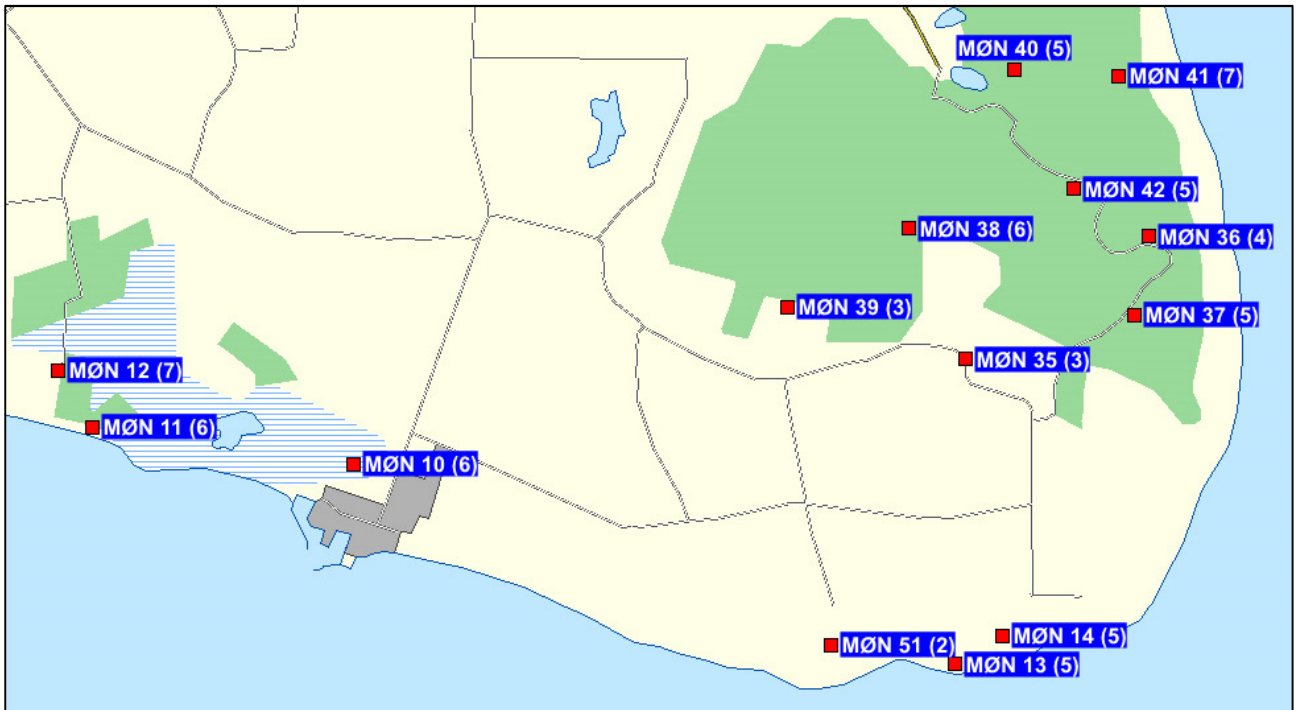 MØN 40 (5)
MØN 41 (7)
MØN 42 (5)
MØN 38 (6)
MØN 36 (4)
MØN 39 (3)
MØN 37 (5)
MØN 35 (3)
MØN 12 (7)
MØN 11 (6)
MØN 10 (6)
MØN 14 (5)
MØN 51 (2)
MØN 13 (5)